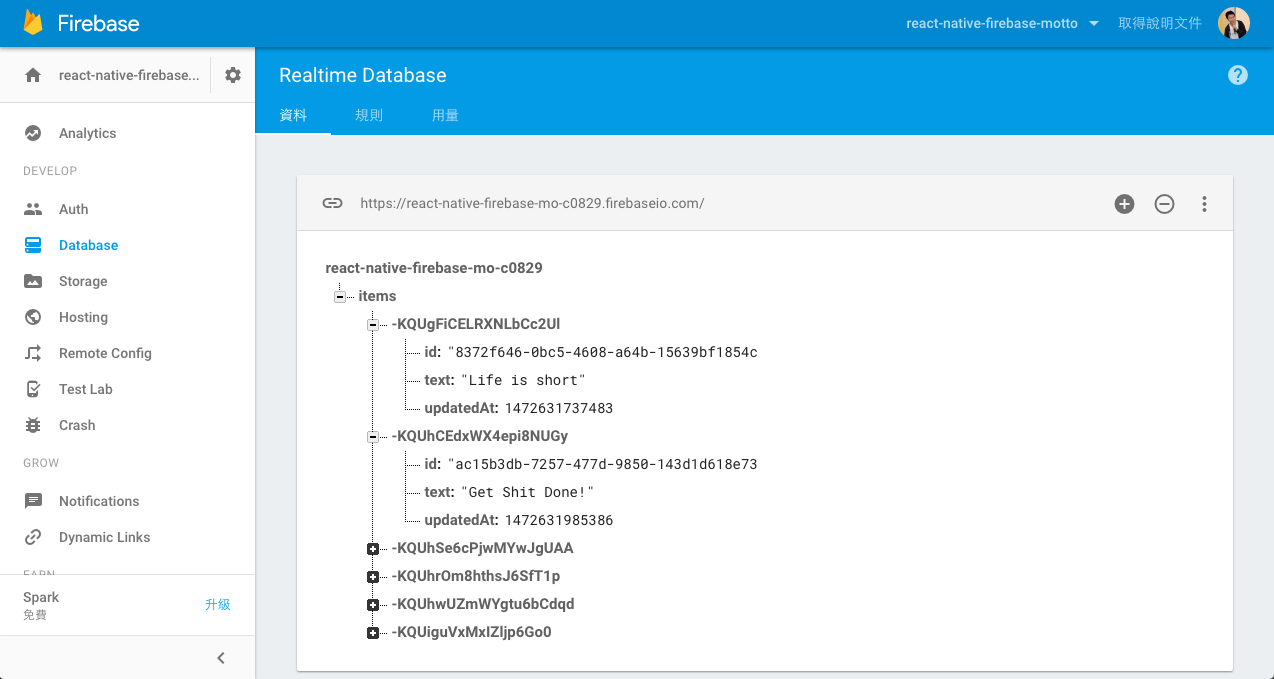 Firebase
react-native-firebase-motto
取得說明文件
react-native-firebase...
Realtime Database
資料
規則
用量
Analytics
DEVELOP
Auth
Database
Storage
Hosting
Remote Config
Test Lab
Crash
GROW
Notifications
Dynamic Links
EARN
Spark
免費
升級
https://react-native-firebase-mo-c0829.firebaseio.com/
react-native-firebase-mo-c0829
items
-KQUgFiCELRXNLbCc2Ul
id: "8372f646-0bc5-4608-a64b-15639bf1854c
text: "Life is short"
updatedAt: 1472631737483
-KQUhCEdxWX4epi8NUGy
id: "ac15b3db-7257-477d-9850-143d1d618e73
text: "Get Shit Done!"
updatedAt: 1472631985386
-KQUhSe6cPjwMYwJgUAA
-KQUhrOm8hthsJ6SfT1p
-KQUhwUZmWYgtu6bCdqd
-KQUiguVxMxIZljp6Go0